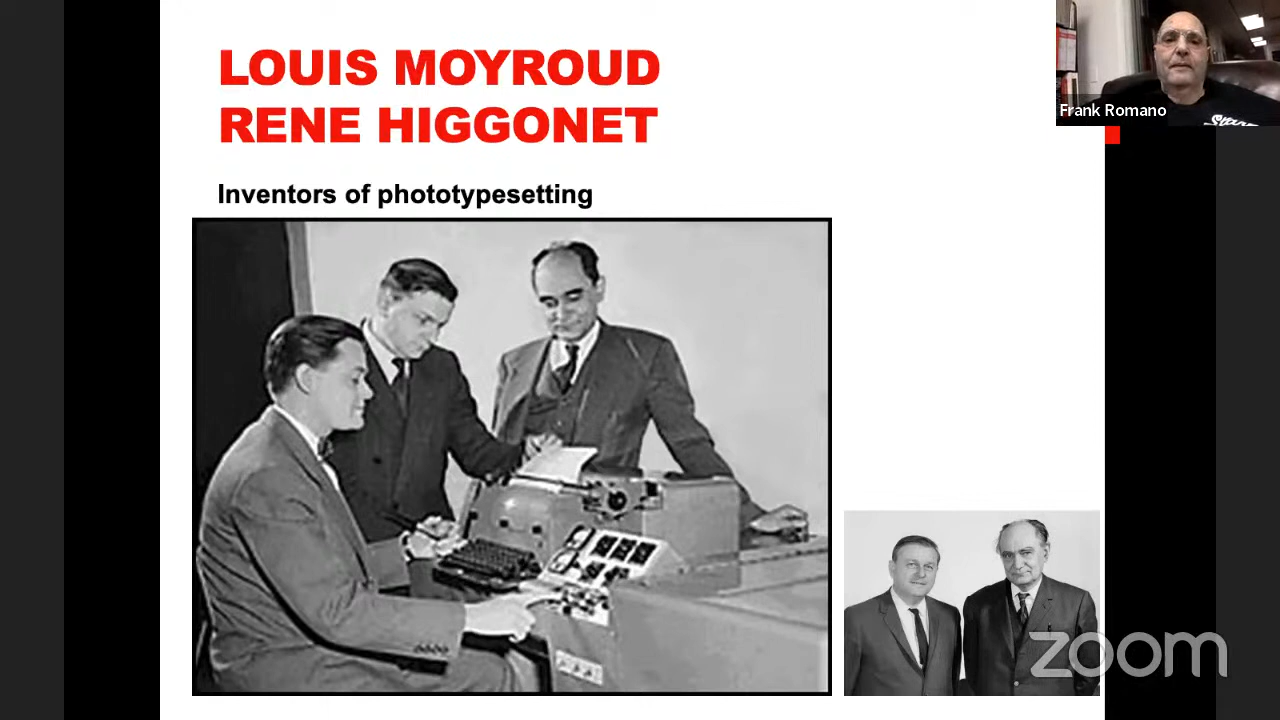 LOUIS MOYROUD
RENE HIGGONET
Inventors of phototypesetting
Frank Romano
zoom